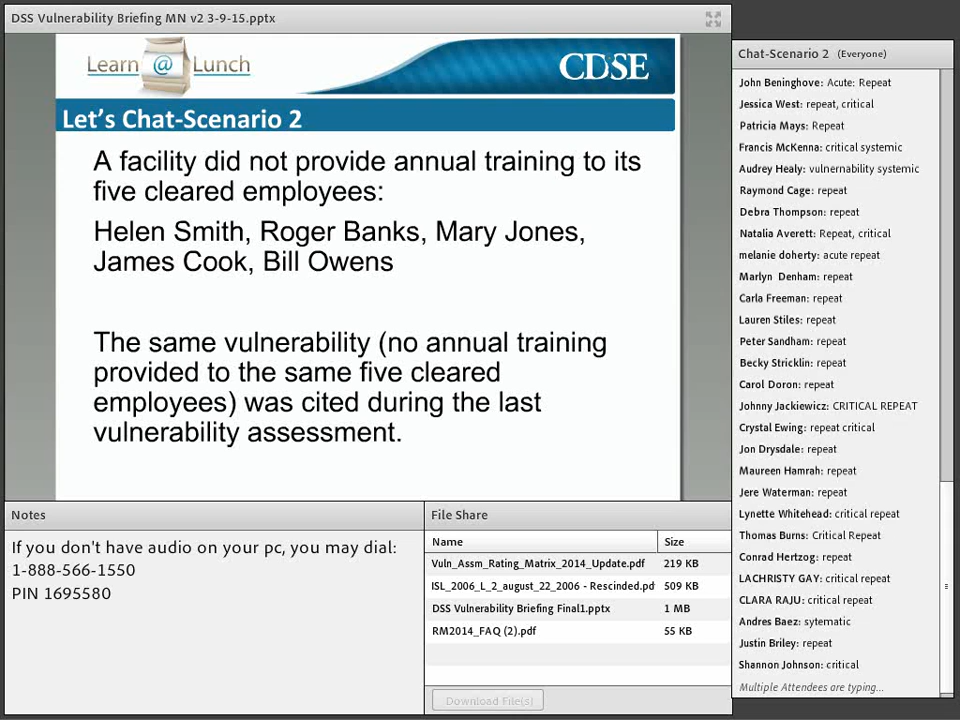 DSS Vulnerability Briefing MN v2 3-9-15.pptx
Learn @ Lunch
CDSE
Let's Chat-Scenario 2
A facility did not provide annual training to its
five cleared employees:
Helen Smith, Roger Banks, Mary Jones,
James Cook, Bill Owens
The same vulnerability (no annual training
provided to the same five cleared
employees) was cited during the last
vulnerability assessment.
Chat-Scenario 2 (Everyone)
John Beninghove: Acute: Repeat
Jessica West: repeat, critical
Patricia Mays: Repeat
Francis McKenna: critical systemic
Audrey Healy: vulnernability systemic
Raymond Cage: repeat
Debra Thompson: repeat
Natalia Averett: Repeat, critical
melanie doherty: acute repeat
Marlyn Denham: repeat
Carla Freeman: repeat
Lauren Stiles: repeat
Peter Sandham: repeat
Becky Stricklin: repeat
Carol Doron: repeat
Johnny Jackiewicz: CRITICAL REPEAT
Crystal Ewing: repeat critical
Jon Drysdale: repeat
Maureen Hamrah: repeat
Jere Waterman: repeat
Lynette Whitehead: critical repeat
Thomas Burns: Critical Repeat
Conrad Hertzog: repeat
LACHRISTY GAY: critical repeat
CLARA RAJU: critical repeat
Andres Baez: sytematic
Justin Briley: repeat
Shannon Johnson: critical
Multiple Attendees are typing...
Notes
If you don't have audio on your pc, you may dial:
1-888-566-1550
PIN 1695580
File Share
Name Size
Vuln_Assm_Rating_Matrix_2014_Update.pdf 219 KB
ISL_2006_L_2_august_22_2006 - Rescinded.pdf 509 KB
DSS Vulnerability Briefing Final1.pptx 1 MB
RM2014_FAQ (2).pdf 55 KB
Download File(s)